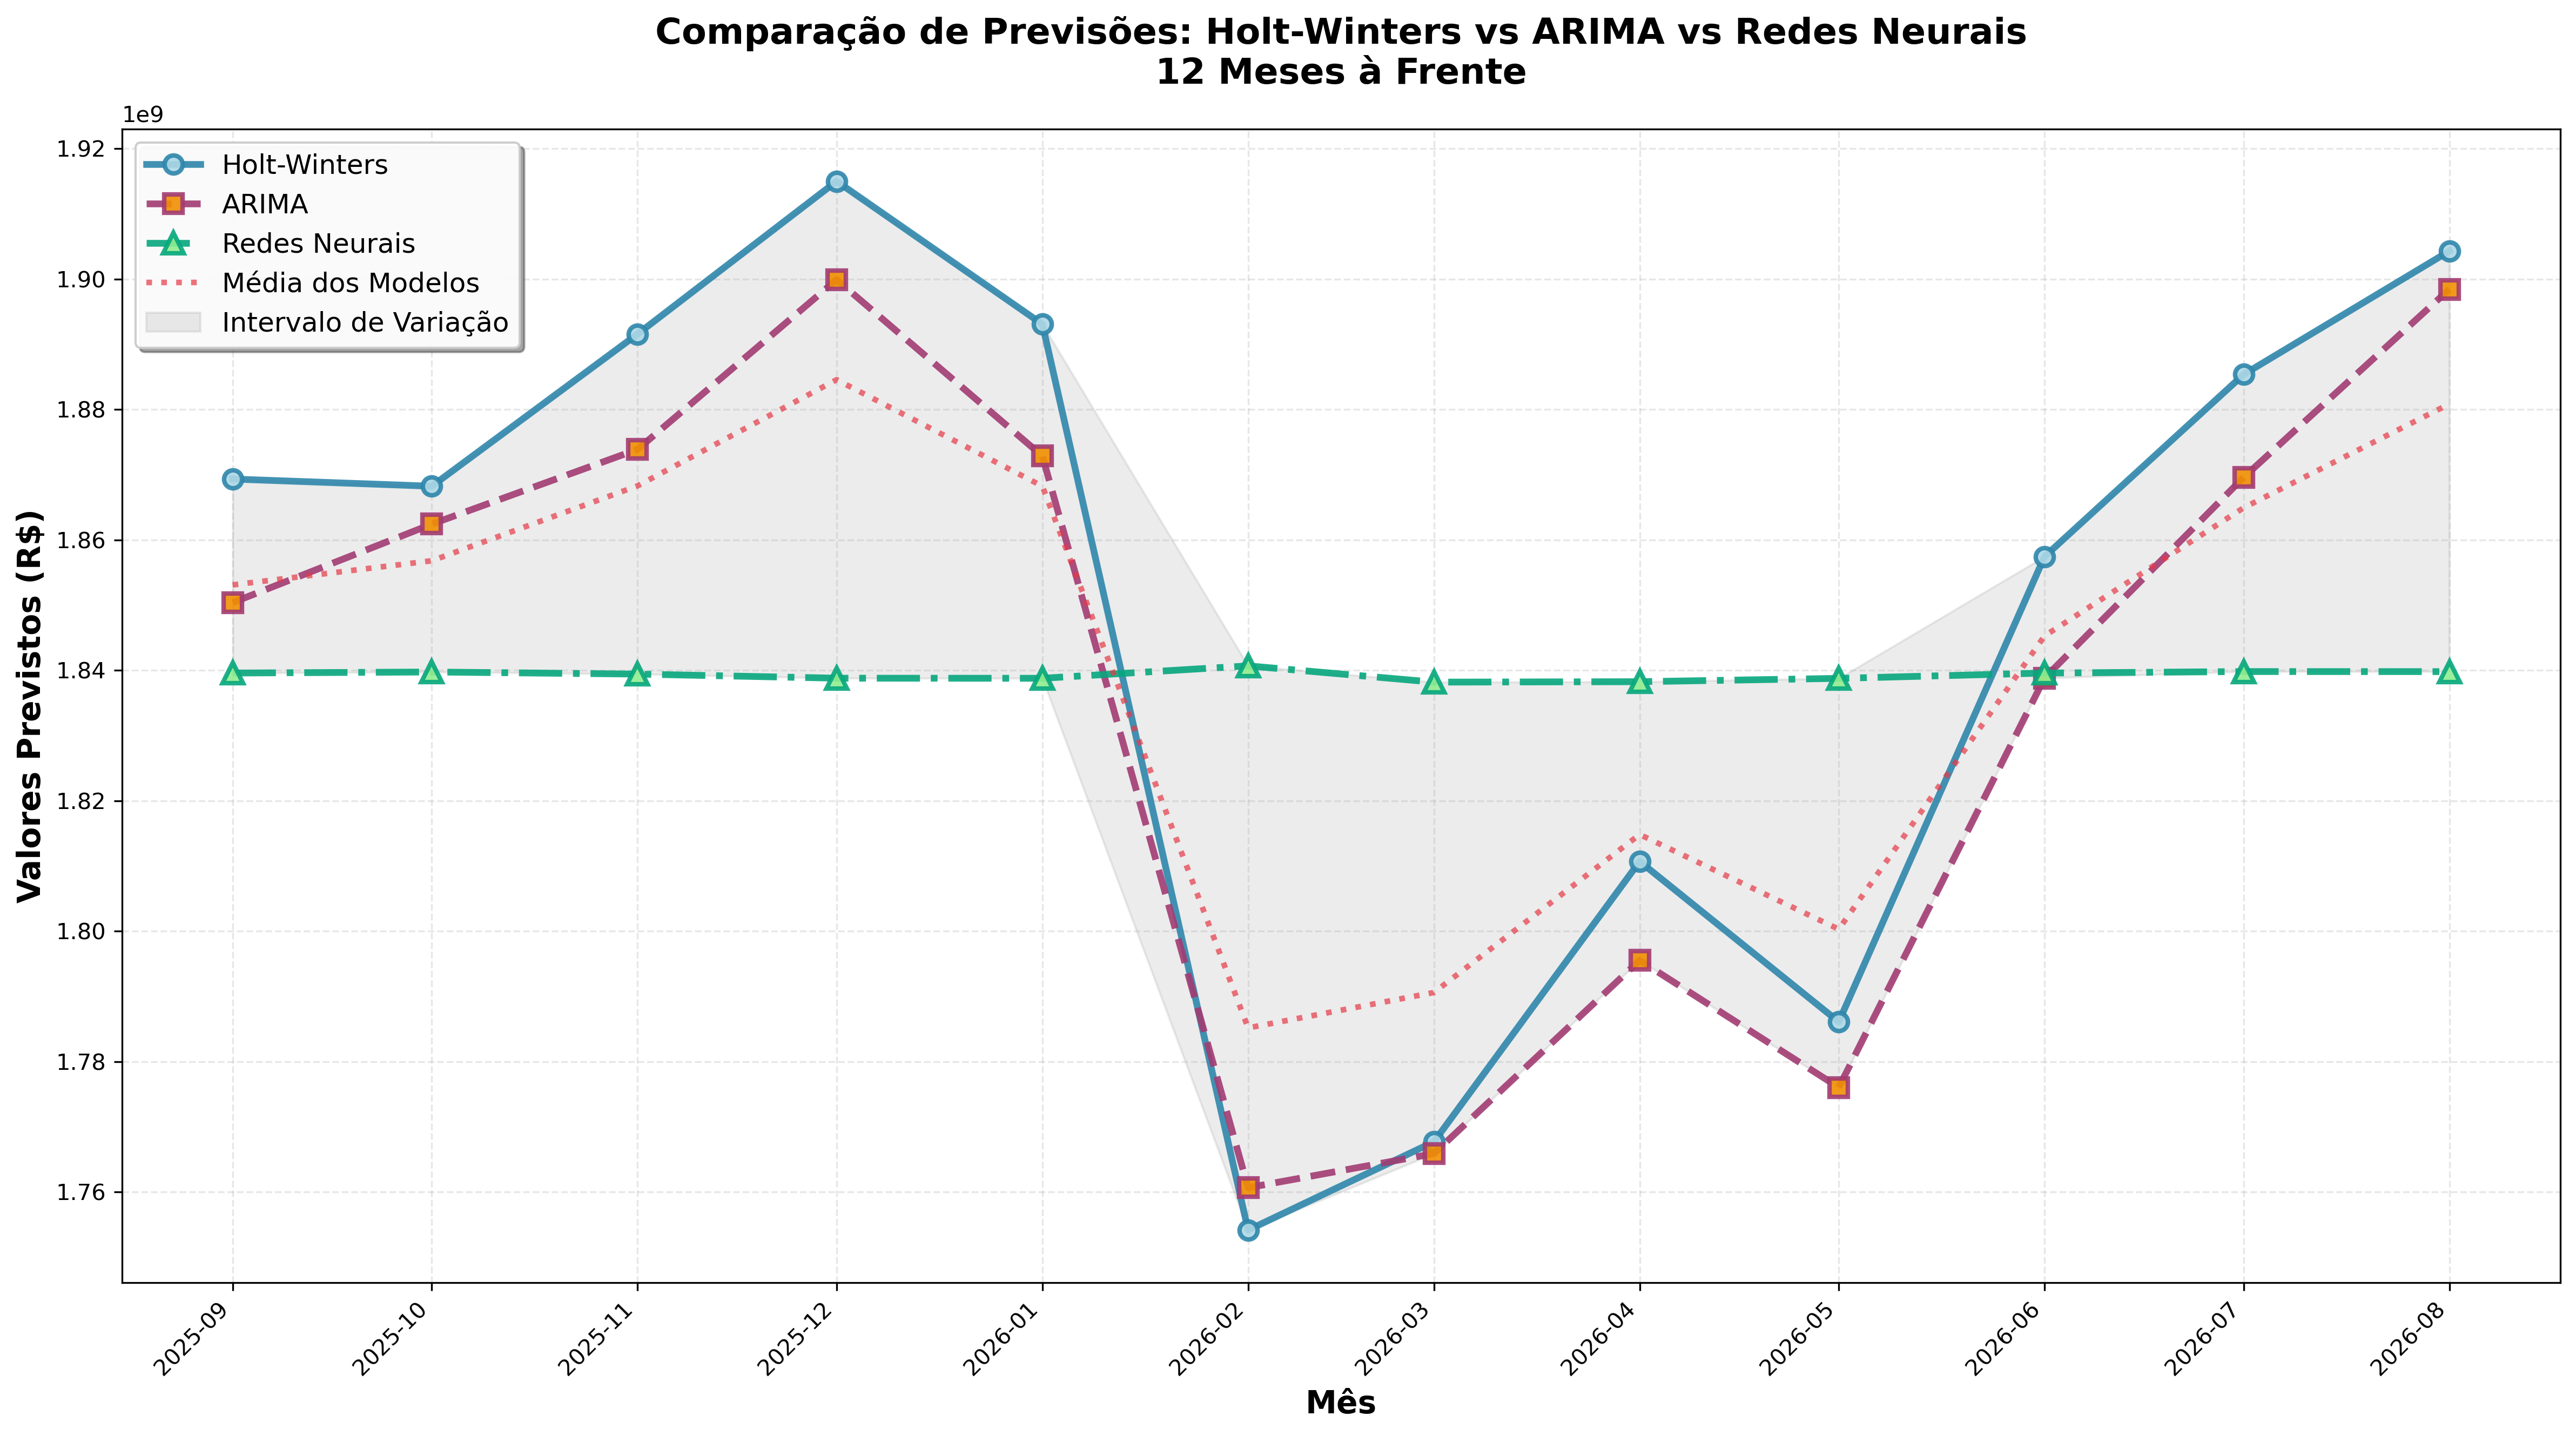 Comparação de Previsões: Holt-Winters vs ARIMA vs Redes Neurais
12 Meses à Frente
1e9
Holt-Winters
ARIMA
Redes Neurais
Média dos Modelos
Intervalo de Variação
1.92
1.90
1.88
1.86
1.84
1.82
1.80
1.78
1.76
Valores Previstos (R$)
2025-09
2025-10
2025-11
2025-12
2026-01
2026-02
2026-03
2026-04
2026-05
2026-06
2026-07
2026-08
Mês